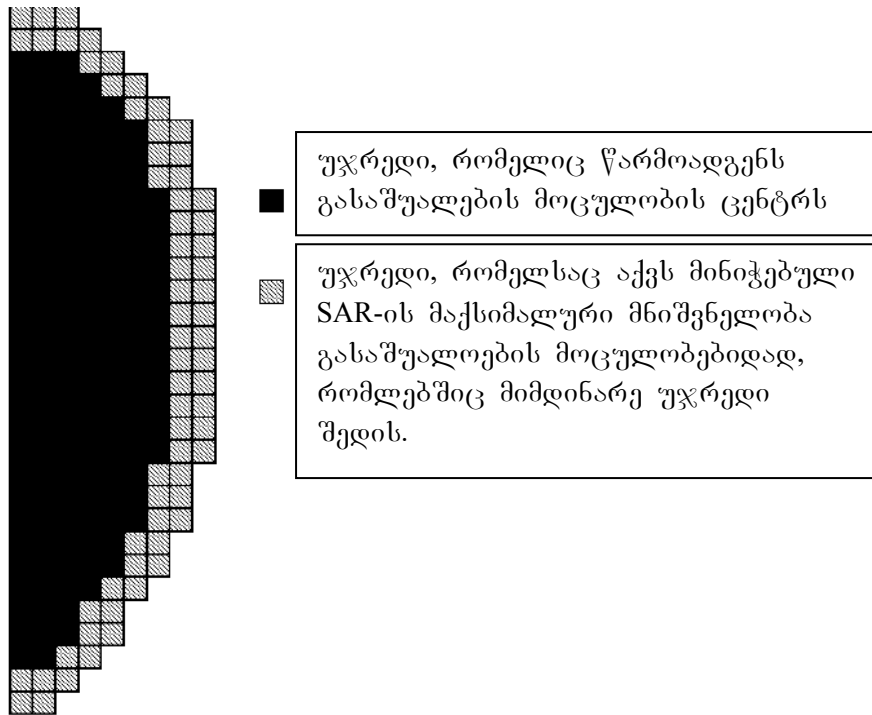 უჯრედი, რომელიც წარმოადგენს
გასაშუალების მოცულობის ცენტრს
უჯრედი, რომელსაც აქვს მინიჭებული
SAR-ის მაქსიმალური მნიშვნელობა
გასაშუალოების მოცულობებიდად,
რომლებშიც მიმდინარე უჯრედი
შედის.